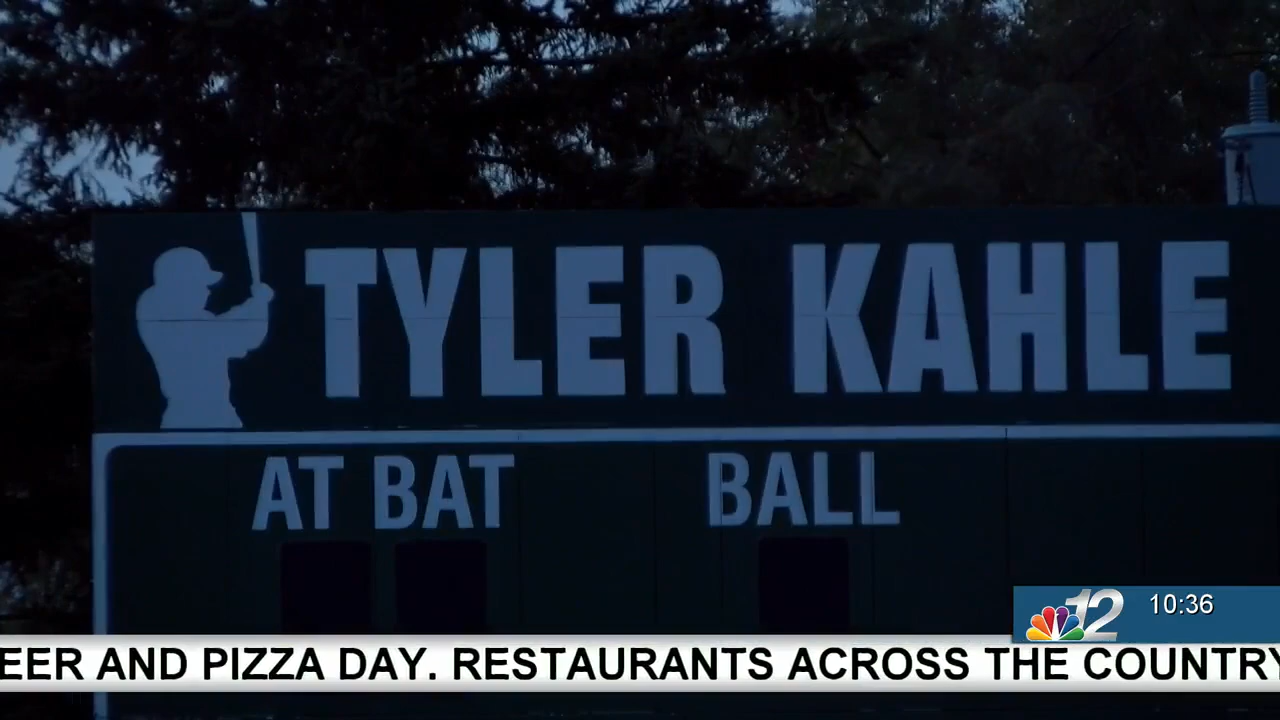 TYLER KAHLE
AT BAT BALL
12 10:36
EER AND PIZZA DAY. RESTAURANTS ACROSS THE COUNTRY